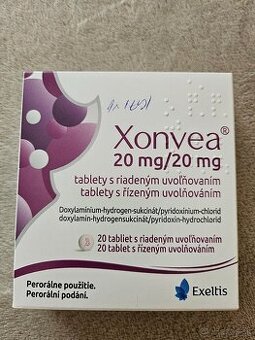 Xonvea®
20 mg/20 mg
tablety s riadeným uvoľňovaním
tablety s řízeným uvolňováním
Doxylamínium-hydrogen-sukcinát/pyridoxínium-chlorid
doxylamin-hydrogensukcinát/pyridoxin-hydrochlorid
20 tabliet s riadeným uvoľňovaním
20 tablet s řízeným uvolňováním
Perorálne použitie.
Perorální podání.
Exeltis